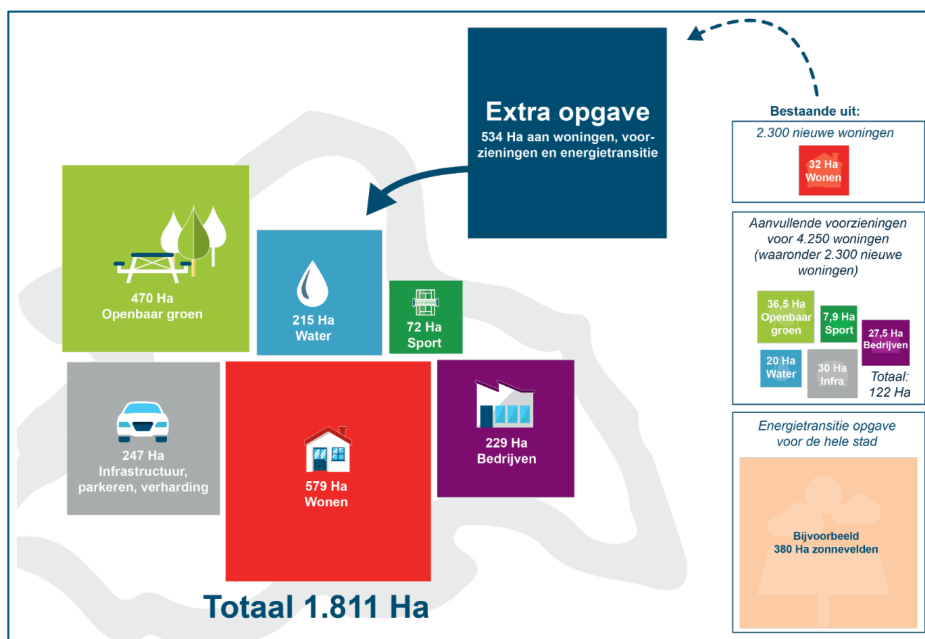 Extra opgave
534 Ha aan woningen, voor-
zieningen en energietransitie
470 Ha
Openbaar groen
215 Ha
Water
72 Ha
Sport
247 Ha
Infrastructuur,
parkeren, verharding
579 Ha
Wonen
229 Ha
Bedrijven
Totaal 1.811 Ha
Bestaande uit:
2.300 nieuwe woningen
32 Ha
Wonen
Aanvullende voorzieningen
voor 4.250 woningen
(waaronder 2.300 nieuwe
woningen)
36,5 Ha
Openbaar
groen
7,9 Ha
Sport
27,5 Ha
Bedrijven
20 Ha
Water
30 Ha
Infra
Totaal:
122 Ha
Energietransitie opgave
voor de hele stad
Bijvoorbeeld
380 Ha zonnevelden